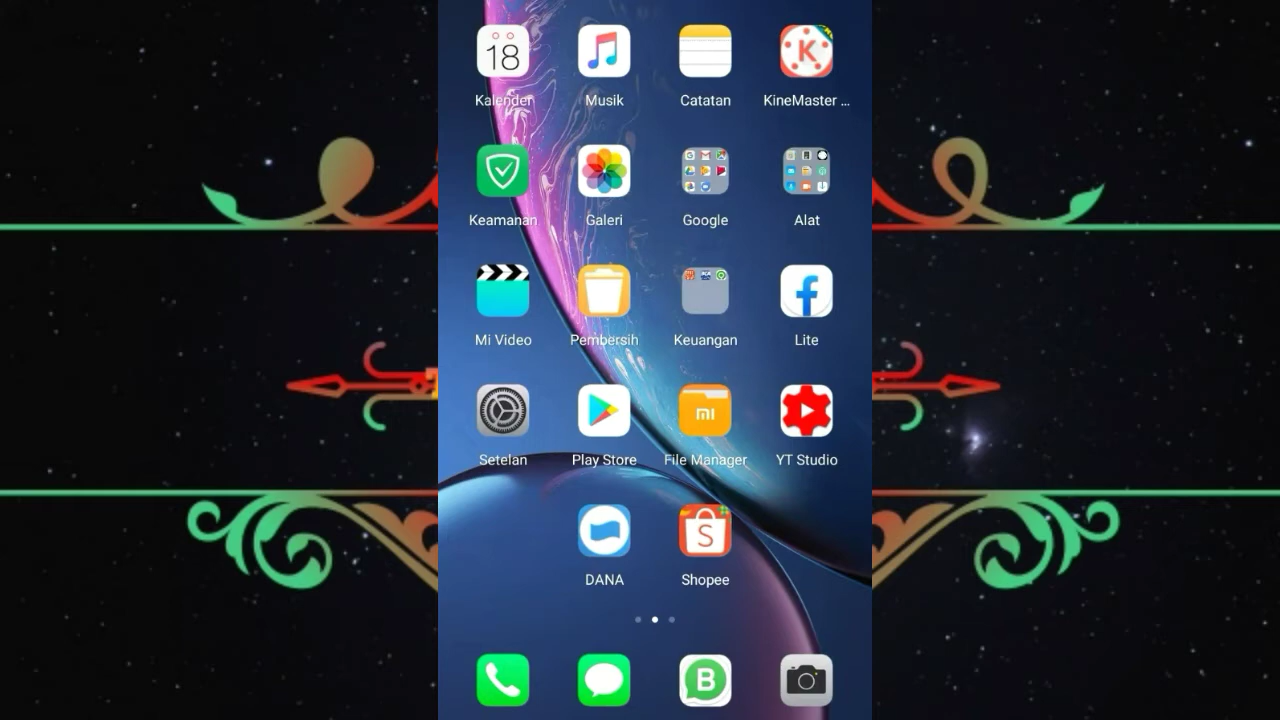 18
Kalender
Musik
Catatan
KineMaster ...
Keamanan
Galeri
Google
Alat
Mi Video
Pembersih
Keuangan
Lite
Setelan
Play Store
File Manager
YT Studio
DANA
Shopee